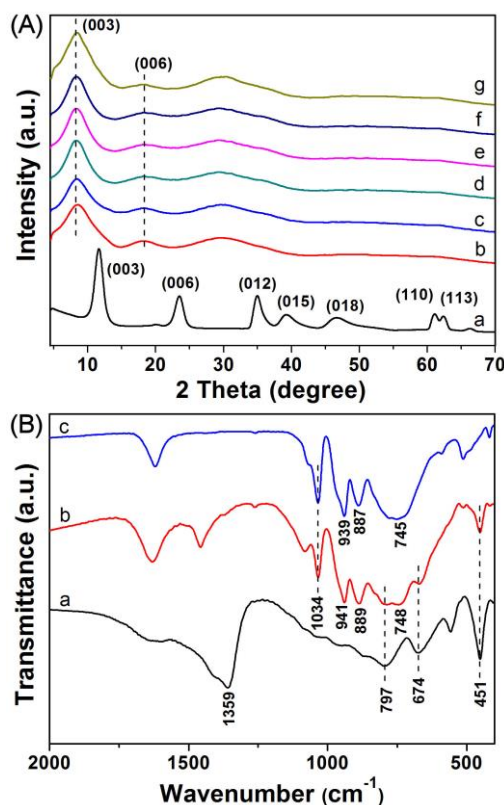 (A)
(003)
(006)
g
f
e
d
c
b
(003)
(006)
(012)
(015)
(018)
(110)
(113)
a
Intensity (a.u.)
10 20 30 40 50 60 70
2 Theta (degree)
(B)
c
b
a
1034
939
887
745
941
889
748
1359
797
674
451
Transmittance (a.u.)
2000 1500 1000 500
Wavenumber (cm⁻¹)